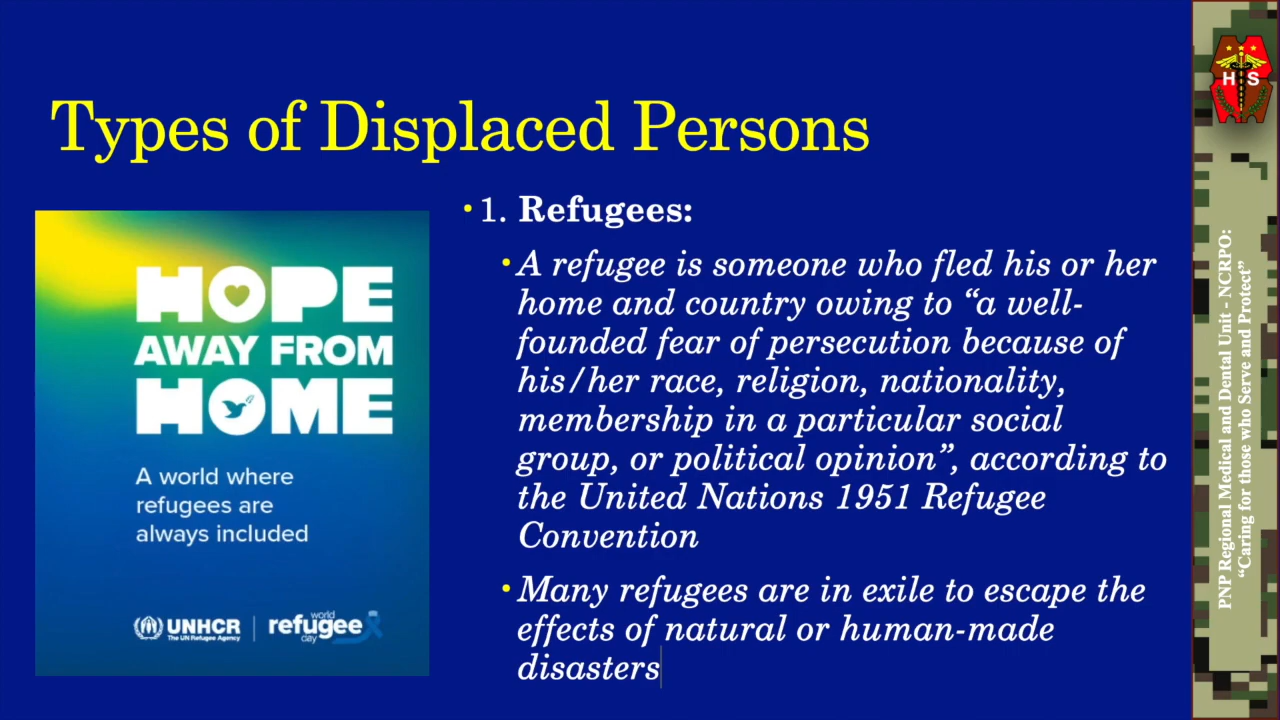 Types of Displaced Persons
HOPE
AWAY FROM
HOME
A world where
refugees are
always included
UNHCR
The UN Refugee Agency
world
refugee
day
• 1. Refugees:
• A refugee is someone who fled his or her
home and country owing to “a well-
founded fear of persecution because of
his/her race, religion, nationality,
membership in a particular social
group, or political opinion”, according to
the United Nations 1951 Refugee
Convention
• Many refugees are in exile to escape the
effects of natural or human-made
disasters
H S
PNP Regional Medical and Dental Unit - NCRPO:
“Caring for those who Serve and Protect”